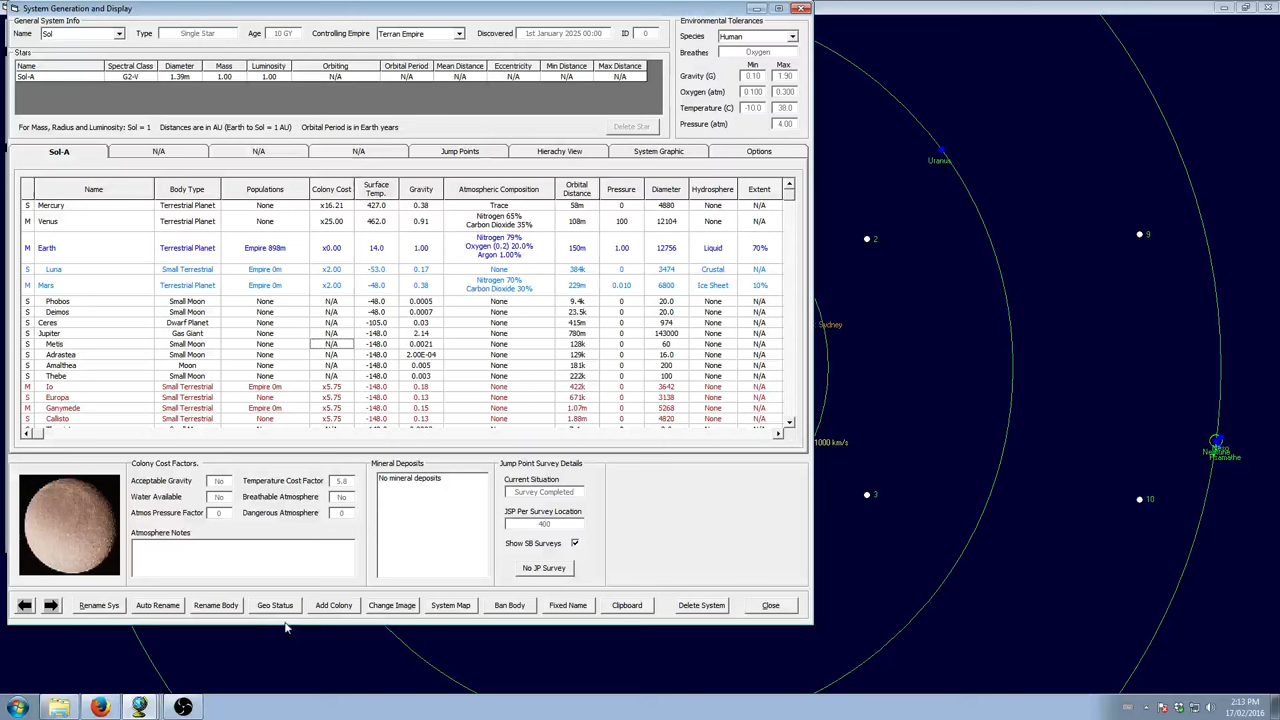 System Generation and Display
General System Info
Name Sol Type Single Star Age 10 GY Controlling Empire Terran Empire Discovered 1st January 2025 00:00 ID 0
Environmental Tolerances
Species Human
Breathes Oxygen
Min Max
Gravity (G) 0.10 1.90
Oxygen (atm) 0.100 0.300
Temperature (C) -10.0 38.0
Pressure (atm) 4.00
Stars
Name Spectral Class Diameter Mass Luminosity Orbiting Orbital Period Mean Distance Eccentricity Min Distance Max Distance
Sol-A G2-V 1.39m 1.00 1.00 N/A N/A N/A N/A N/A N/A
For Mass, Radius and Luminosity: Sol = 1 Distances are in AU (Earth to Sol = 1 AU) Orbital Period is in Earth years Delete Star
Sol-A N/A N/A N/A Jump Points Hierachy View System Graphic Options
Name Body Type Populations Colony Cost Surface Temp. Gravity Atmospheric Composition Orbital Distance Pressure Diameter Hydrosphere Extent
S Mercury Terrestrial Planet None x16.21 427.0 0.38 Trace 58m 0 4880 None N/A
M Venus Terrestrial Planet None x25.00 462.0 0.91 Nitrogen 65% Carbon Dioxide 35% 108m 100 12104 None N/A
M Earth Terrestrial Planet Empire 898m x0.00 14.0 1.00 Nitrogen 79% Oxygen (0.2) 20.0% Argon 1.00% 150m 1.00 12756 Liquid 70%
S Luna Small Terrestrial Empire 0m x2.00 -53.0 0.17 None 384k 0 3474 Crustal N/A
M Mars Terrestrial Planet Empire 0m x2.00 -48.0 0.38 Nitrogen 70% Carbon Dioxide 30% 229m 0.010 6800 Ice Sheet 10%
S Phobos Small Moon None N/A -48.0 0.0005 None 9.4k 0 20.0 None N/A
S Deimos Small Moon None N/A -48.0 0.0007 None 23.5k 0 20.0 None N/A
S Ceres Dwarf Planet None N/A -105.0 0.03 None 415m 0 974 None N/A
S Jupiter Gas Giant None N/A -148.0 2.14 None 780m 0 143000 None N/A
S Metis Small Moon None N/A -148.0 0.0021 None 128k 0 60 None N/A
S Adrastea Small Moon None N/A -148.0 2.00E-04 None 129k 0 16.0 None N/A
S Amalthea Moon None N/A -148.0 0.005 None 181k 0 200 None N/A
S Thebe Small Moon None N/A -148.0 0.003 None 222k 0 100 None N/A
M Io Small Terrestrial Empire 0m x5.75 -148.0 0.18 None 422k 0 3642 None N/A
S Europa Small Terrestrial None x5.75 -148.0 0.13 None 671k 0 3138 None N/A
M Ganymede Small Terrestrial Empire 0m x5.75 -148.0 0.15 None 1.07m 0 5268 None N/A
S Callisto Small Terrestrial None x5.75 -148.0 0.13 None 1.88m 0 4820 None N/A
Colony Cost Factors.
Acceptable Gravity No Temperature Cost Factor 5.8
Water Available No Breathable Atmosphere No
Atmos Pressure Factor 0 Dangerous Atmosphere 0
Atmosphere Notes
Mineral Deposits
No mineral deposits
Jump Point Survey Details
Current Situation
Survey Completed
JSP Per Survey Location
400
Show SB Surveys
No JP Survey
Rename Sys Auto Rename Rename Body Geo Status Add Colony Change Image System Map Ban Body Fixed Name Clipboard Delete System Close
Uranus
2
9
Sydney
1000 km/s
3
10
2:13 PM
17/02/2016